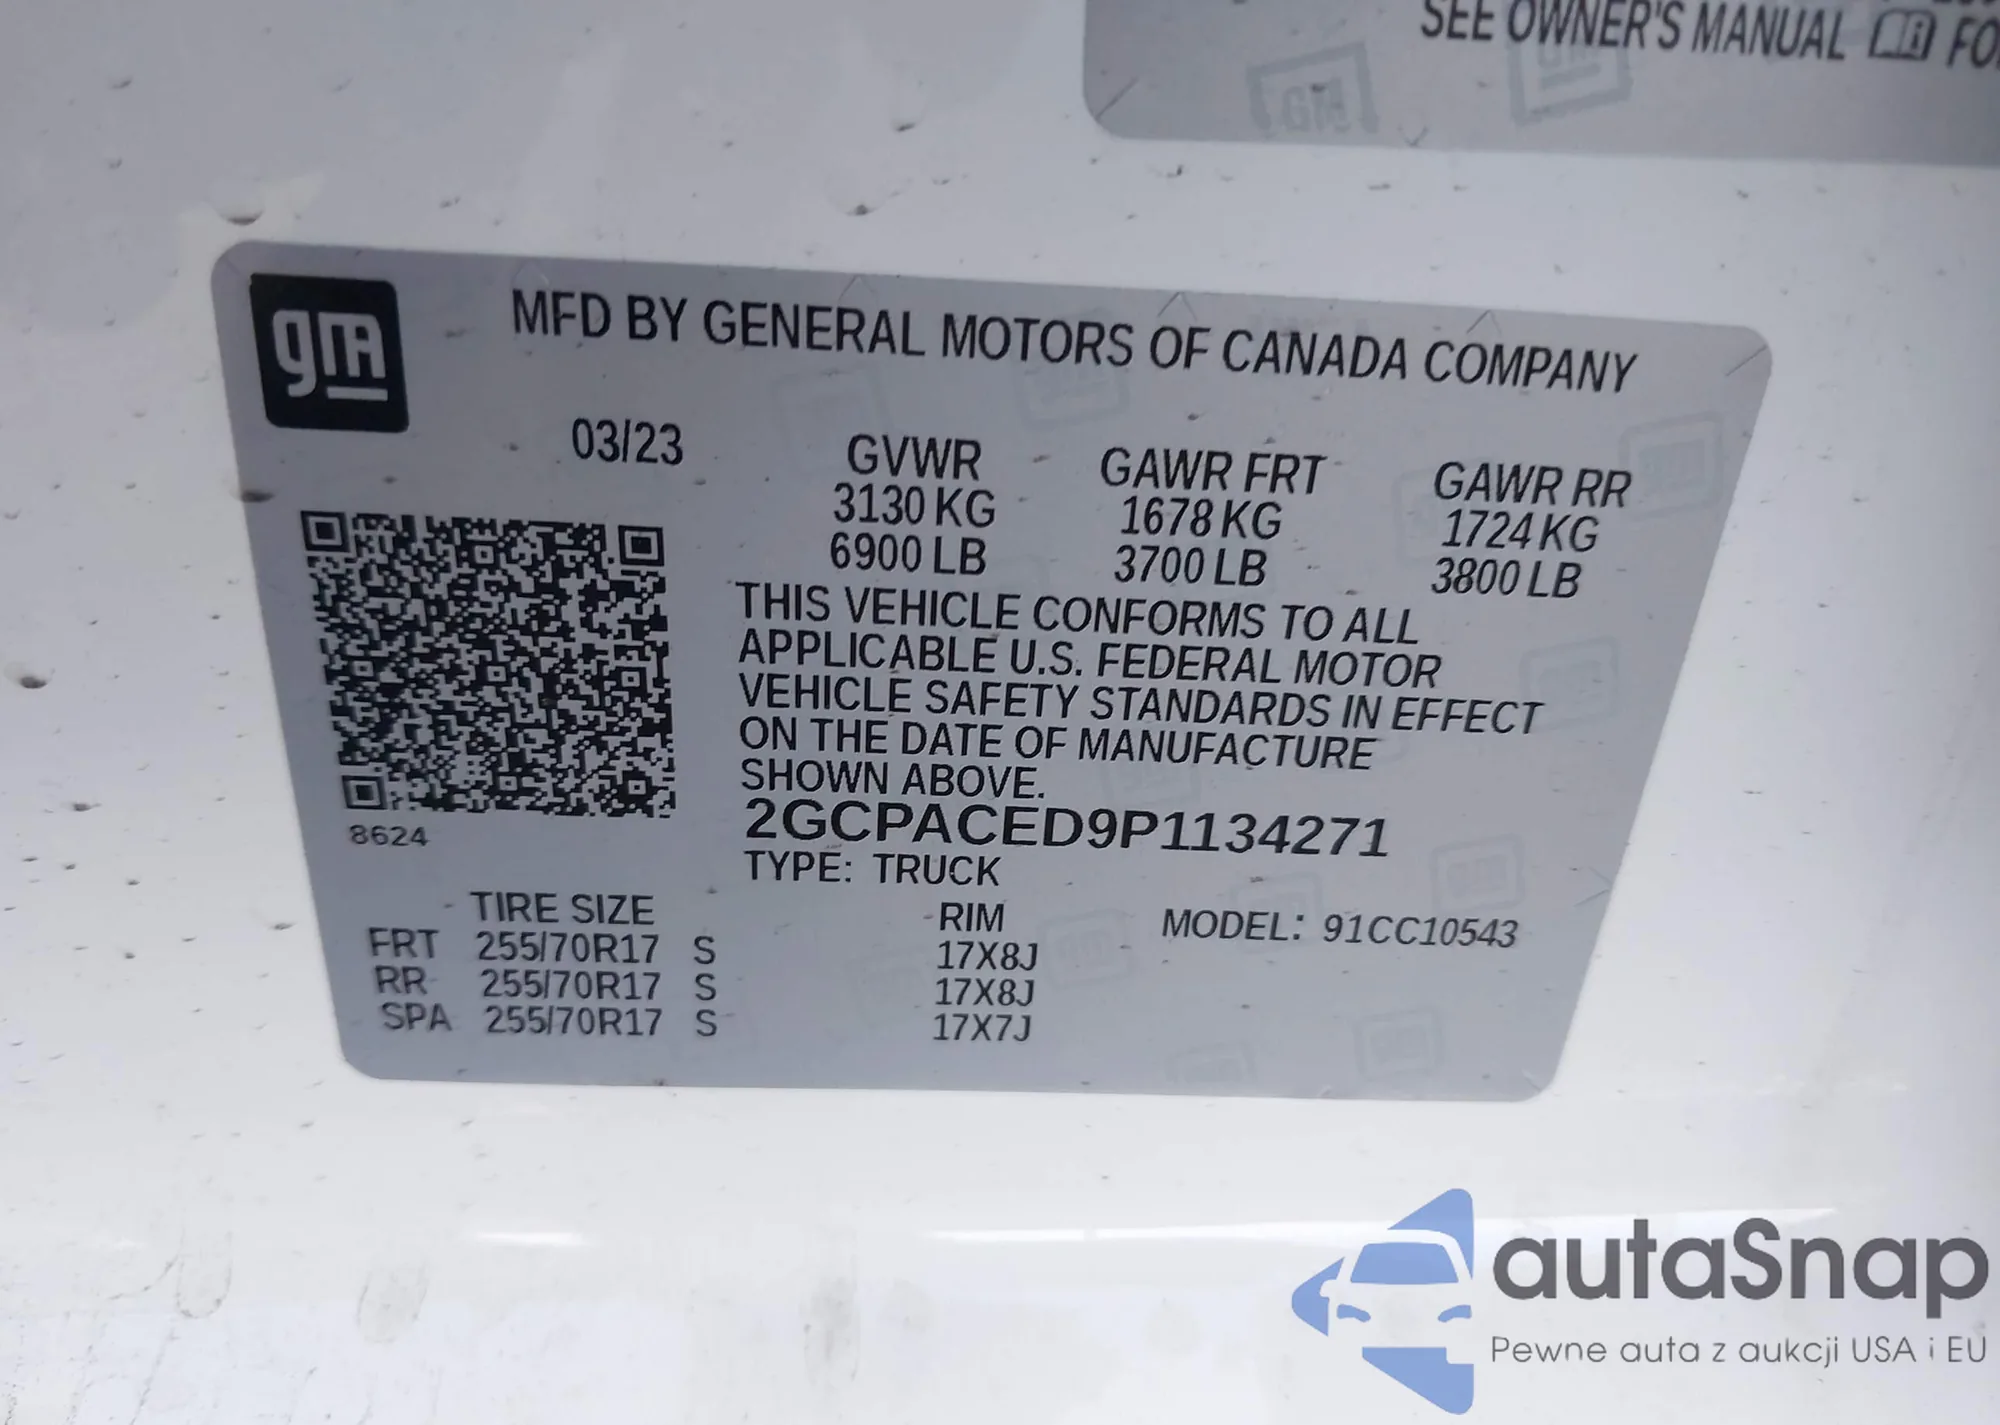 SEE OWNER'S MANUAL FO
gm
MFD BY GENERAL MOTORS OF CANADA COMPANY
03/23
GVWR GAWR FRT GAWR RR
3130 KG 1678 KG 1724 KG
6900 LB 3700 LB 3800 LB
THIS VEHICLE CONFORMS TO ALL
APPLICABLE U.S. FEDERAL MOTOR
VEHICLE SAFETY STANDARDS IN EFFECT
ON THE DATE OF MANUFACTURE
SHOWN ABOVE.
2GCPACED9P1134271
8624
TYPE: TRUCK
TIRE SIZE RIM MODEL: 91CC10543
FRT 255/70R17 S 17X8J
RR 255/70R17 S 17X8J
SPA 255/70R17 S 17X7J
autaSnap
Pewne auta z aukcji USA i EU